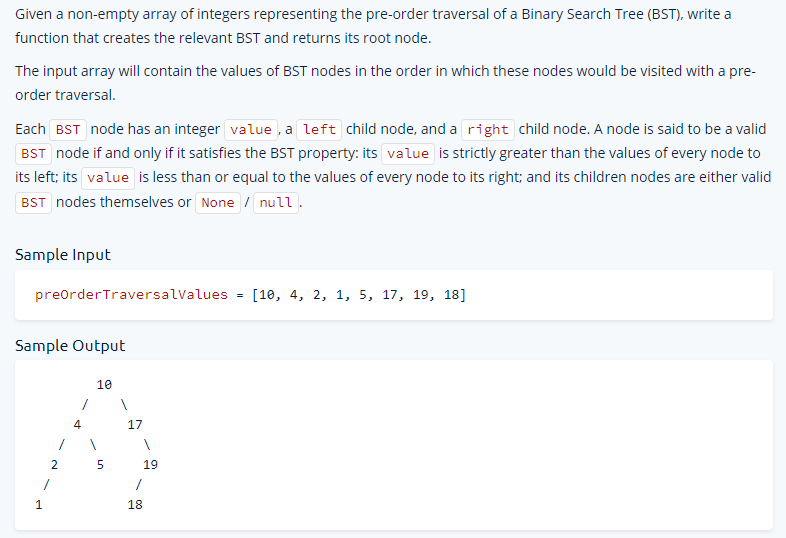 Given a non-empty array of integers representing the pre-order traversal of a Binary Search Tree (BST), write a
function that creates the relevant BST and returns its root node.
The input array will contain the values of BST nodes in the order in which these nodes would be visited with a pre-
order traversal.
Each BST node has an integer value , a left child node, and a right child node. A node is said to be a valid
BST node if and only if it satisfies the BST property: its value is strictly greater than the values of every node to
its left; its value is less than or equal to the values of every node to its right; and its children nodes are either valid
BST nodes themselves or None / null .
Sample Input
preOrderTraversalValues = [10, 4, 2, 1, 5, 17, 19, 18]
Sample Output
10
/ \
4 17
/ \ \
2 5 19
/ /
1 18